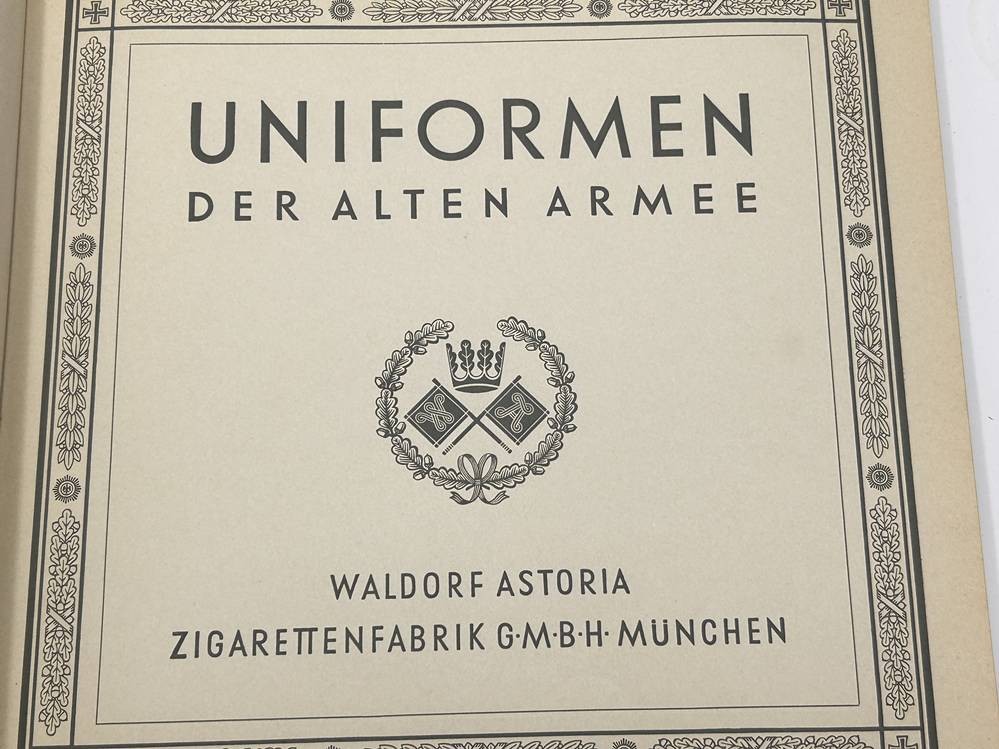 UNIFORMEN
DER ALTEN ARMEE
WALDORF ASTORIA
ZIGARETTENFABRIK G·M·B·H· MÜNCHEN